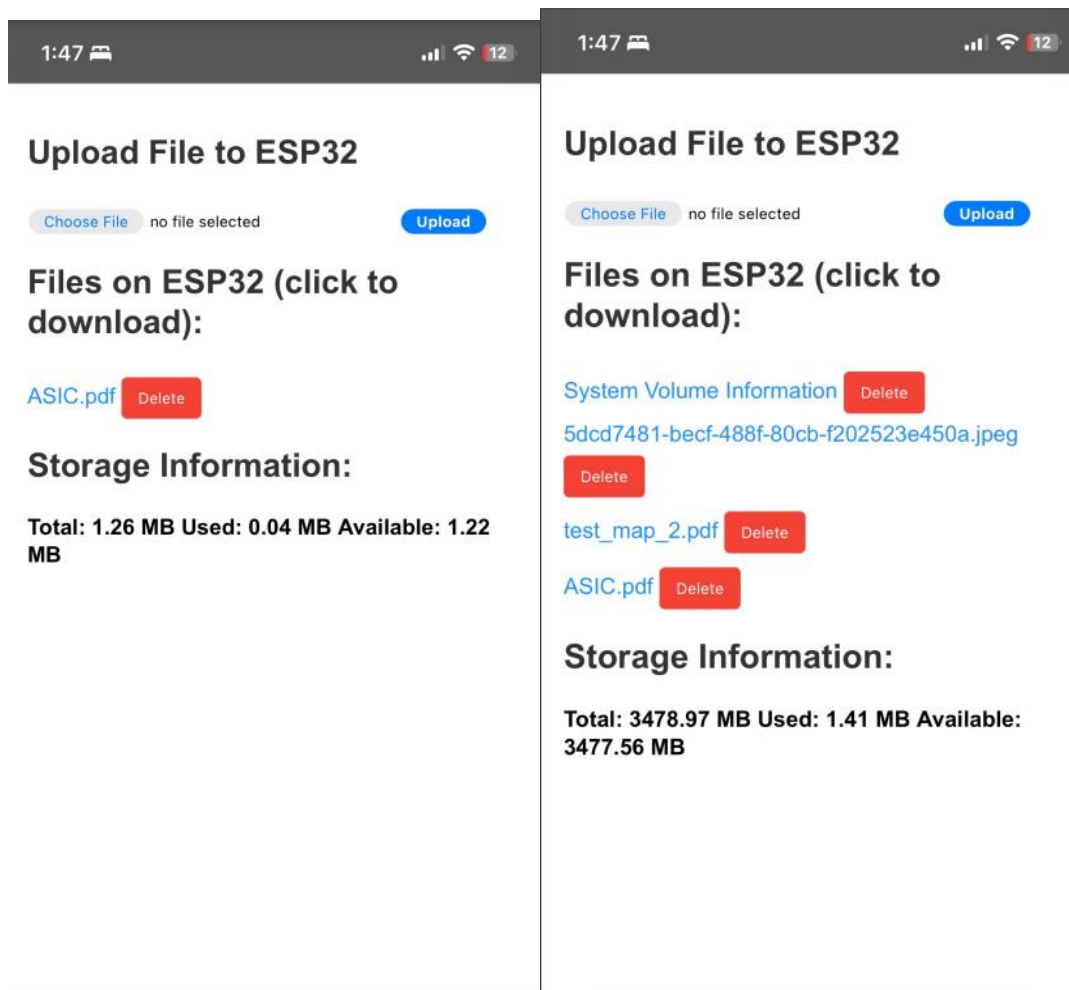 1:47
12
Upload File to ESP32
Choose File no file selected Upload
Files on ESP32 (click to
download):
ASIC.pdf Delete
Storage Information:
Total: 1.26 MB Used: 0.04 MB Available: 1.22
MB
1:47
12
Upload File to ESP32
Choose File no file selected Upload
Files on ESP32 (click to
download):
System Volume Information Delete
5dcd7481-becf-488f-80cb-f202523e450a.jpeg
Delete
test_map_2.pdf Delete
ASIC.pdf Delete
Storage Information:
Total: 3478.97 MB Used: 1.41 MB Available:
3477.56 MB